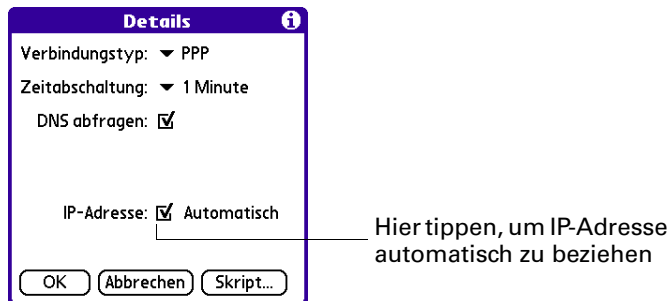 Details
Verbindungstyp: PPP
Zeitabschaltung: 1 Minute
DNS abfragen:
IP-Adresse: Automatisch
Hier tippen, um IP-Adresse
automatisch zu beziehen
OK Abbrechen Skript...